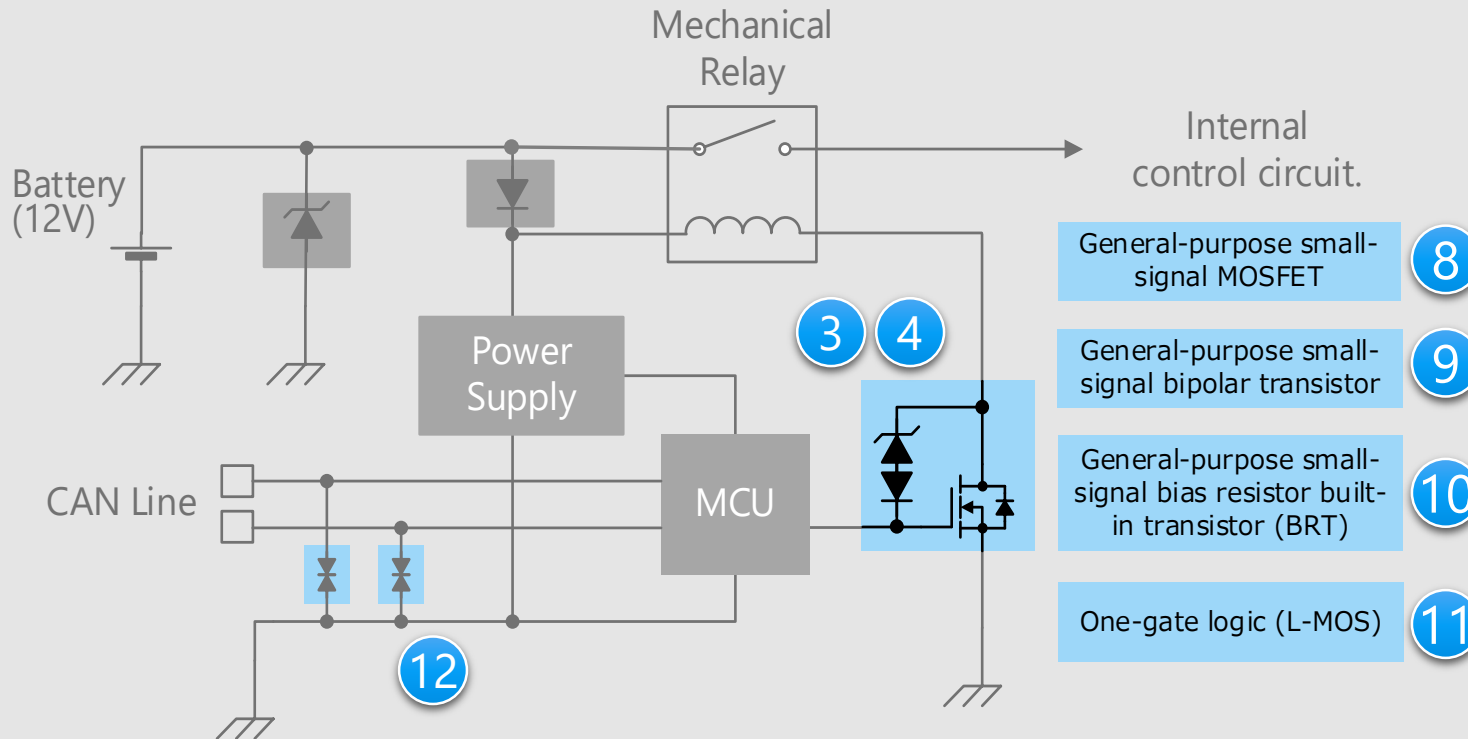 Mechanical
Relay
Internal
control circuit.
Battery
(12V)
General-purpose small-
signal MOSFET
8
3
4
Power
Supply
General-purpose small-
signal bipolar transistor
9
General-purpose small-
signal bias resistor built-
in transistor (BRT)
10
CAN Line
MCU
One-gate logic (L-MOS)
11
12